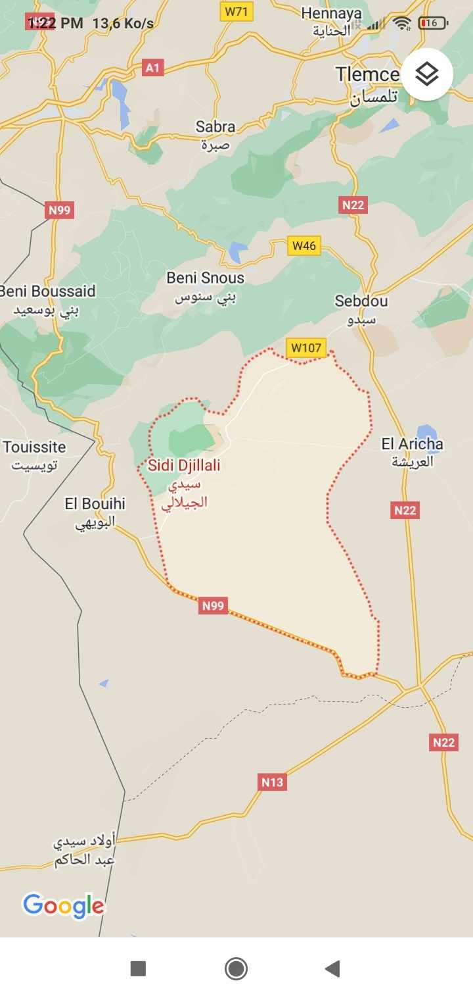 W71
Hennaya
الحناية
1:22 PM 13,6 Ko/s
16
A1
Tlemce
تلمسان
Sabra
صبرة
N99
N22
W46
Beni Snous
بني سنوس
Beni Boussaid
بني بوسعيد
Sebdou
سبدو
W107
Touissite
تويسيت
El Aricha
العريشة
Sidi Djillali
سيدي
الجيلالي
El Bouihi
البويهي
N22
N99
N22
N13
أولاد سيدي
عبد الحاكم
Google